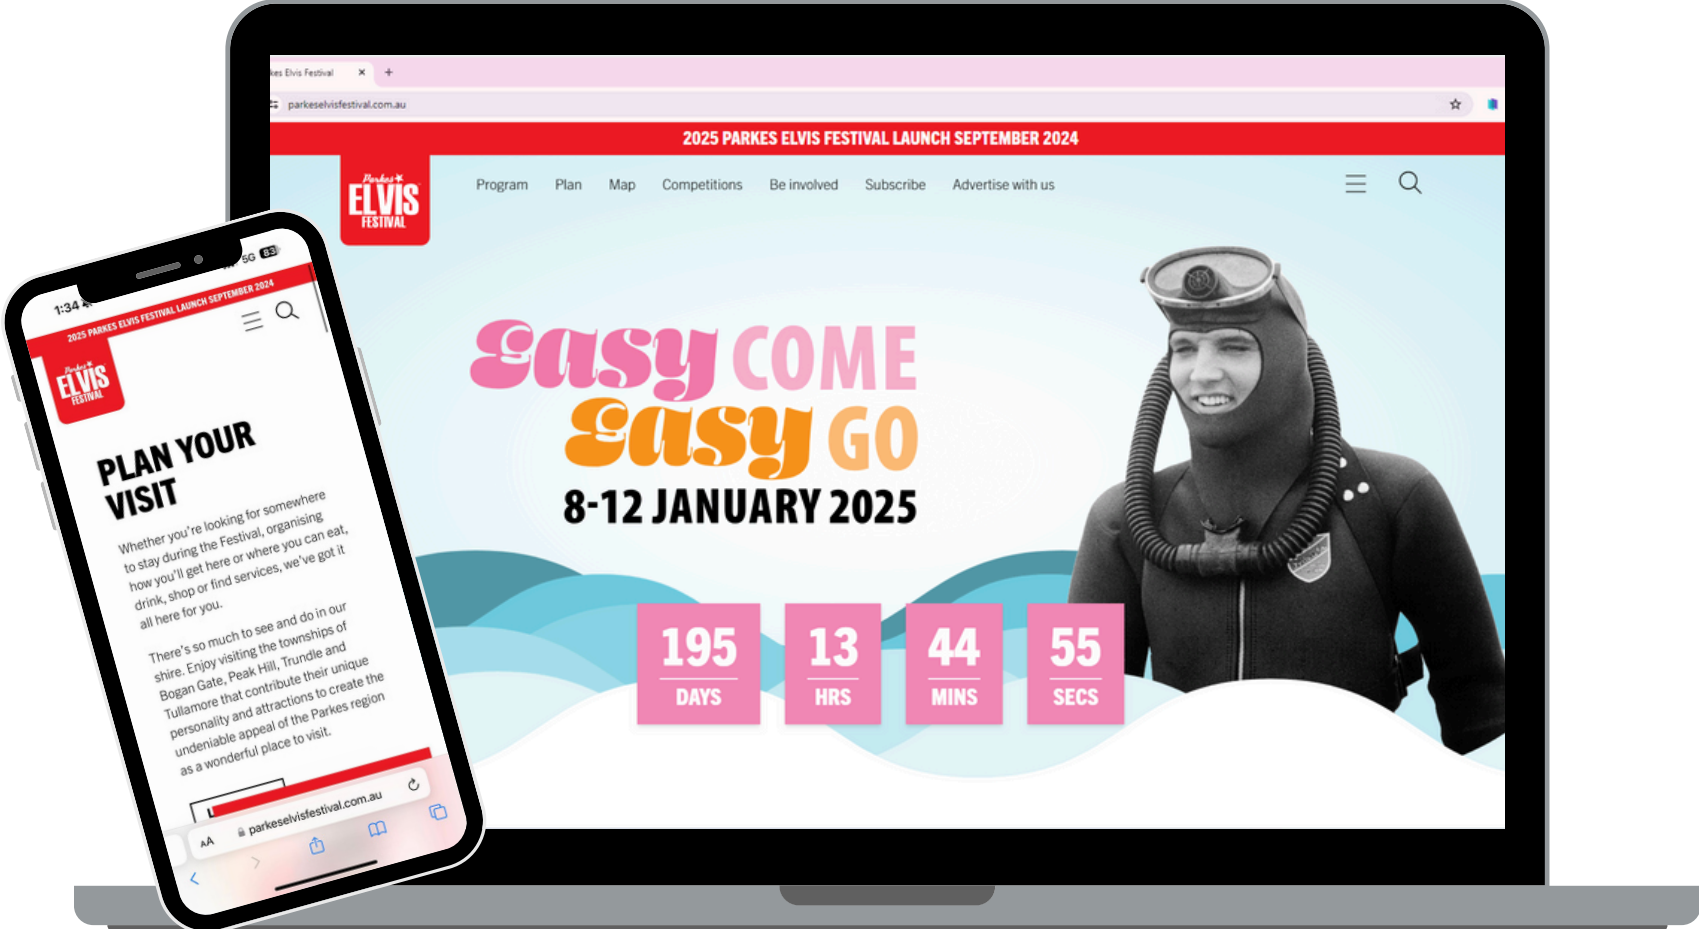 kes Elvis Festival
parkeselvisfestival.com.au
2025 PARKES ELVIS FESTIVAL LAUNCH SEPTEMBER 2024
Parkes
ELVIS
FESTIVAL
Program Plan Map Competitions Be involved Subscribe Advertise with us
easy COME
easy GO
8-12 JANUARY 2025
195 13 44 55
DAYS HRS MINS SECS
1:34 5G 83
2025 PARKES ELVIS FESTIVAL LAUNCH SEPTEMBER 2024
Parkes
ELVIS
FESTIVAL
PLAN YOUR
VISIT
Whether you're looking for somewhere
to stay during the Festival, organising
how you'll get here or where you can eat,
drink, shop or find services, we've got it
all here for you.
There's so much to see and do in our
shire. Enjoy visiting the townships of
Bogan Gate, Peak Hill, Trundle and
Tullamore that contribute their unique
personality and attractions to create the
undeniable appeal of the Parkes region
as a wonderful place to visit.
AA parkeselvisfestival.com.au